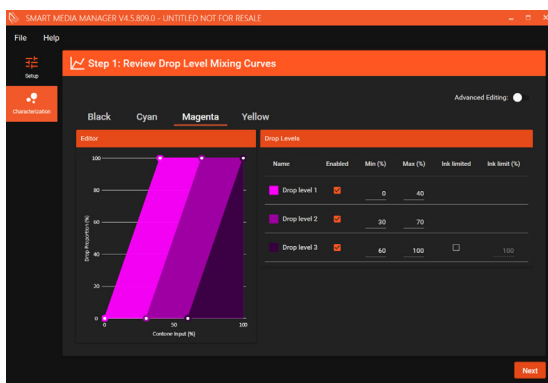 SMART MEDIA MANAGER V4.5.809.0 - UNTITLED NOT FOR RESALE
File Help
Setup
Characterization
Step 1: Review Drop Level Mixing Curves
Advanced Editing:
Black Cyan Magenta Yellow
Editor
Drop Levels
Name Enabled Min (%) Max (%) Ink limited Ink limit (%)
Drop level 1 0 40
Drop level 2 30 70
Drop level 3 60 100 100
100
80
60
40
20
0
Drop Proportion (%)
0 50 100
Contone Input (%)
Next